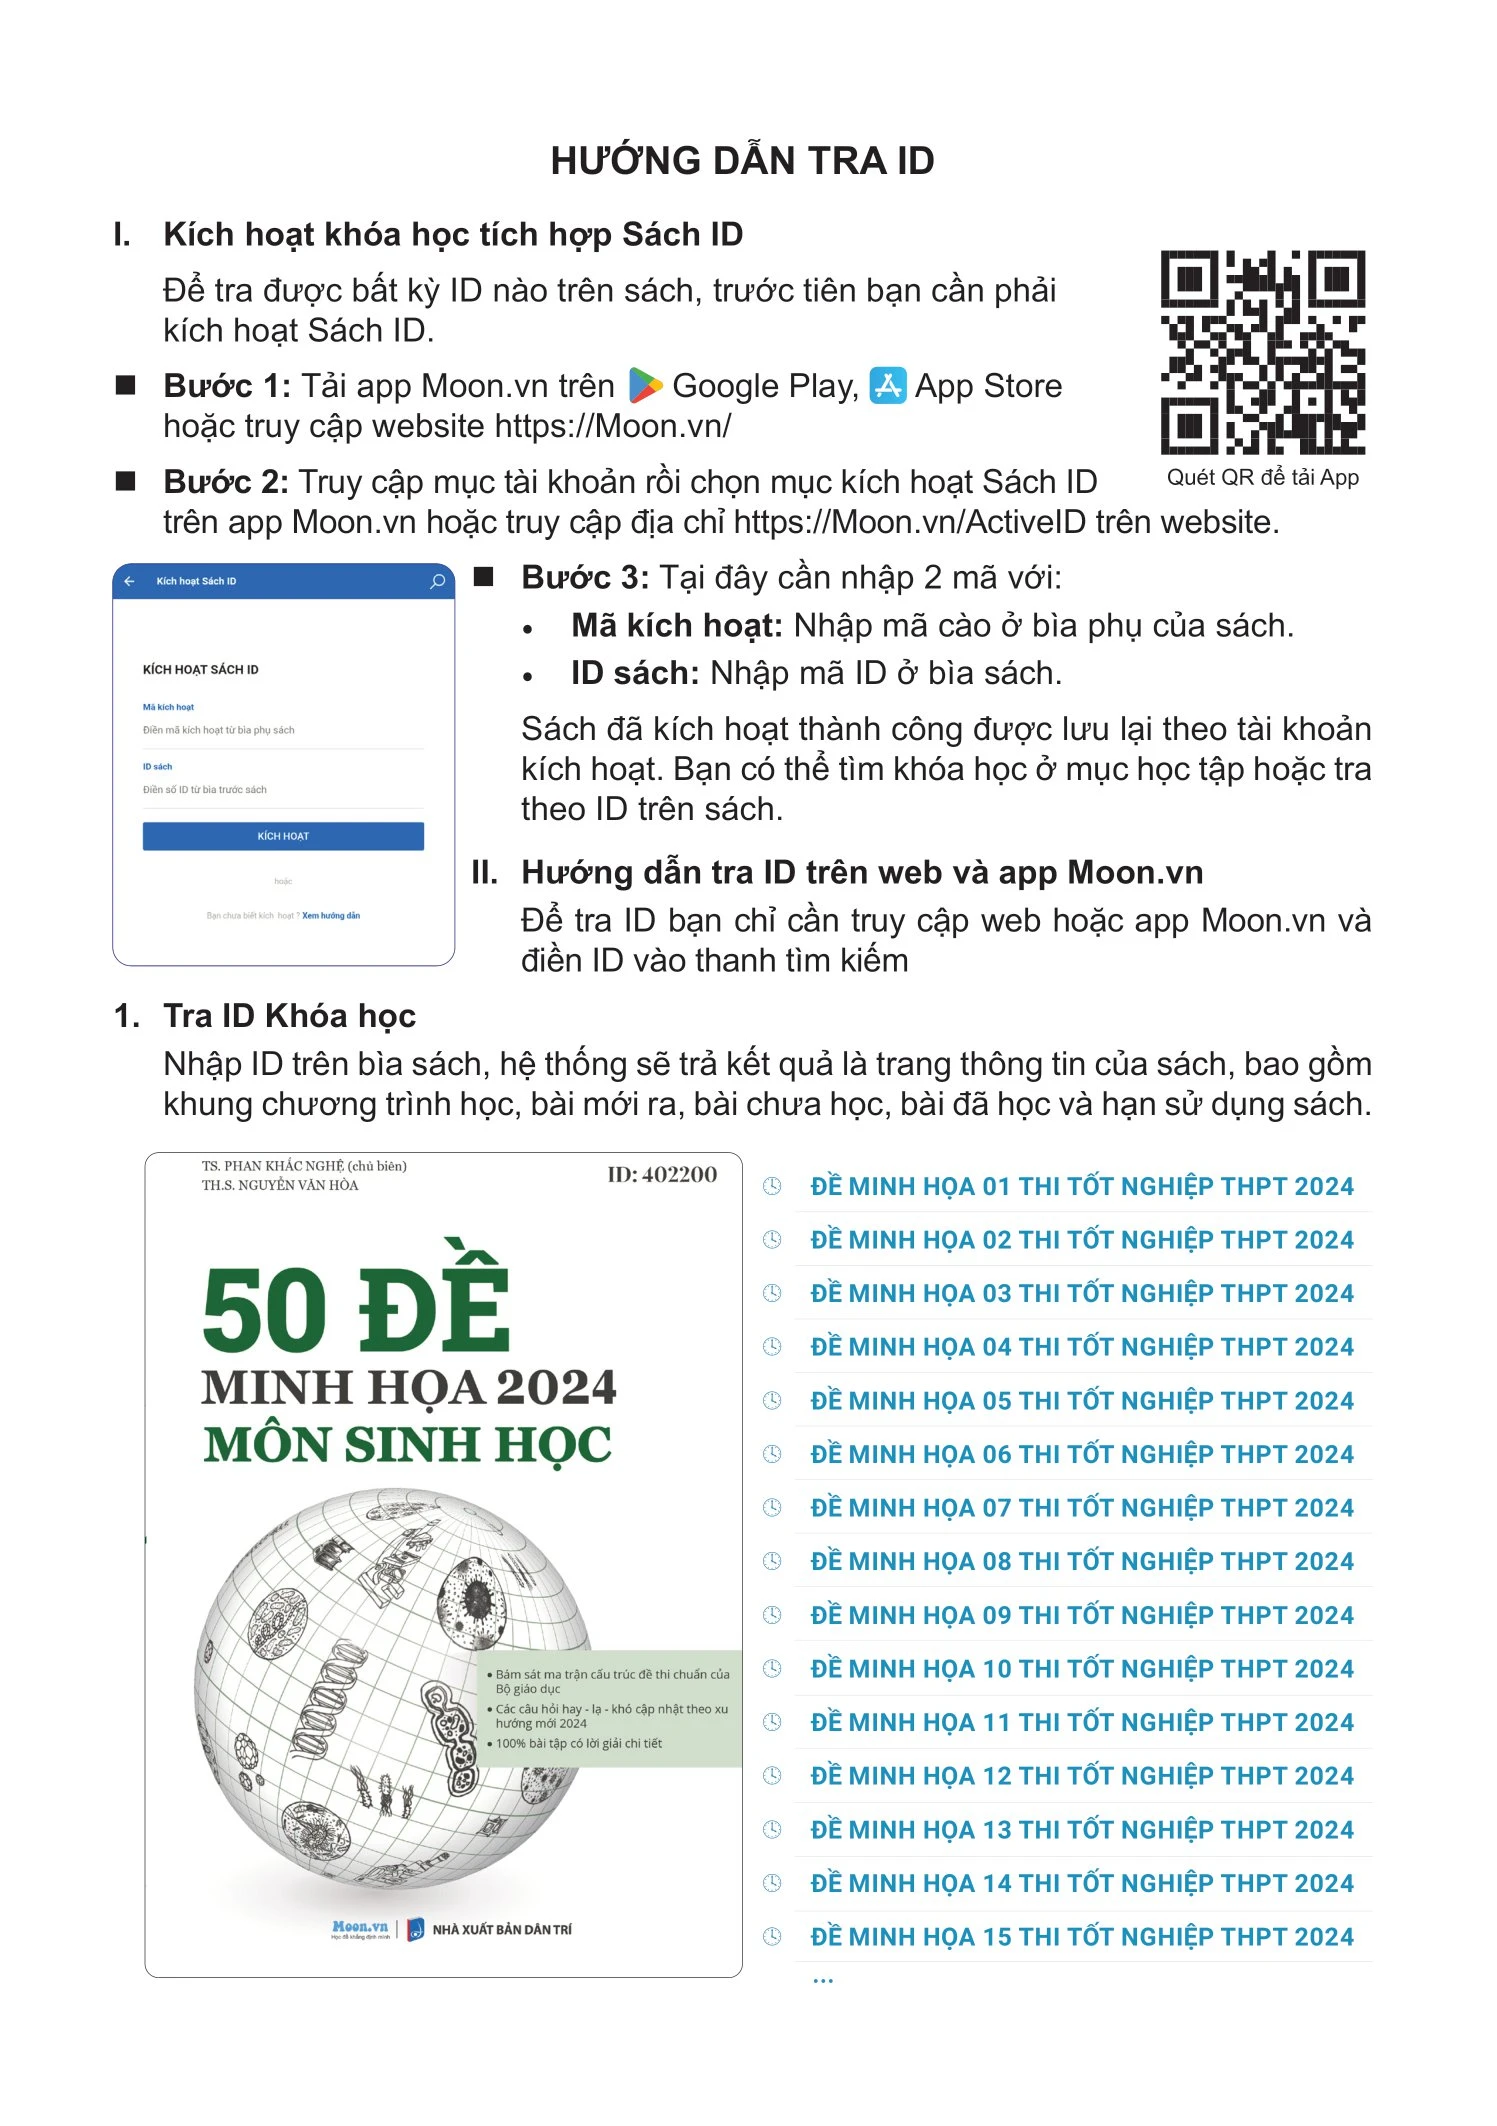 HƯỚNG DẪN TRA ID
I. Kích hoạt khóa học tích hợp Sách ID
Để tra được bất kỳ ID nào trên sách, trước tiên bạn cần phải
kích hoạt Sách ID.
■ Bước 1: Tải app Moon.vn trên Google Play, App Store
hoặc truy cập website https://Moon.vn/
■ Bước 2: Truy cập mục tài khoản rồi chọn mục kích hoạt Sách ID
trên app Moon.vn hoặc truy cập địa chỉ https://Moon.vn/ActiveID trên website.
Quét QR để tải App
Kích hoạt Sách ID
KÍCH HOẠT SÁCH ID
Mã kích hoạt
Điền mã kích hoạt từ bìa phụ sách
ID sách
Điền số ID từ bìa trước sách
KÍCH HOẠT
hoặc
Bạn chưa biết kích hoạt ? Xem hướng dẫn
■ Bước 3: Tại đây cần nhập 2 mã với:
• Mã kích hoạt: Nhập mã cào ở bìa phụ của sách.
• ID sách: Nhập mã ID ở bìa sách.
Sách đã kích hoạt thành công được lưu lại theo tài khoản
kích hoạt. Bạn có thể tìm khóa học ở mục học tập hoặc tra
theo ID trên sách.
II. Hướng dẫn tra ID trên web và app Moon.vn
Để tra ID bạn chỉ cần truy cập web hoặc app Moon.vn và
điền ID vào thanh tìm kiếm
1. Tra ID Khóa học
Nhập ID trên bìa sách, hệ thống sẽ trả kết quả là trang thông tin của sách, bao gồm
khung chương trình học, bài mới ra, bài chưa học, bài đã học và hạn sử dụng sách.
TS. PHAN KHẮC NGHỆ (chủ biên)
TH.S. NGUYỄN VĂN HÒA
ID: 402200
50 ĐỀ
MINH HỌA 2024
MÔN SINH HỌC
• Bám sát ma trận cấu trúc đề thi chuẩn của
Bộ giáo dục
• Các câu hỏi hay - lạ - khó cập nhật theo xu
hướng mới 2024
• 100% bài tập có lời giải chi tiết
Moon.vn
Học để khẳng định mình
NHÀ XUẤT BẢN DÂN TRÍ
ĐỀ MINH HỌA 01 THI TỐT NGHIỆP THPT 2024
ĐỀ MINH HỌA 02 THI TỐT NGHIỆP THPT 2024
ĐỀ MINH HỌA 03 THI TỐT NGHIỆP THPT 2024
ĐỀ MINH HỌA 04 THI TỐT NGHIỆP THPT 2024
ĐỀ MINH HỌA 05 THI TỐT NGHIỆP THPT 2024
ĐỀ MINH HỌA 06 THI TỐT NGHIỆP THPT 2024
ĐỀ MINH HỌA 07 THI TỐT NGHIỆP THPT 2024
ĐỀ MINH HỌA 08 THI TỐT NGHIỆP THPT 2024
ĐỀ MINH HỌA 09 THI TỐT NGHIỆP THPT 2024
ĐỀ MINH HỌA 10 THI TỐT NGHIỆP THPT 2024
ĐỀ MINH HỌA 11 THI TỐT NGHIỆP THPT 2024
ĐỀ MINH HỌA 12 THI TỐT NGHIỆP THPT 2024
ĐỀ MINH HỌA 13 THI TỐT NGHIỆP THPT 2024
ĐỀ MINH HỌA 14 THI TỐT NGHIỆP THPT 2024
ĐỀ MINH HỌA 15 THI TỐT NGHIỆP THPT 2024
...